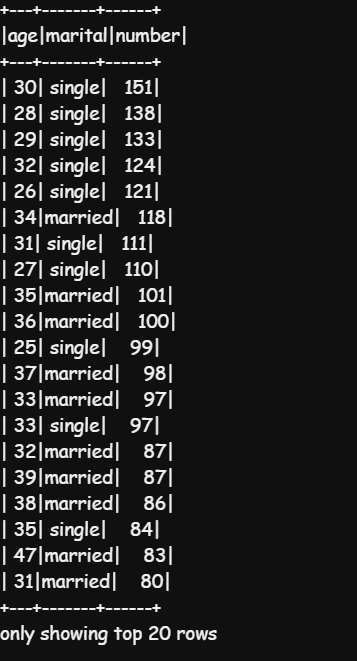 +---+-------+------+
|age|marital|number|
+---+-------+------+
| 30| single|   151|
| 28| single|   138|
| 29| single|   133|
| 32| single|   124|
| 26| single|   121|
| 34|married|   118|
| 31| single|   111|
| 27| single|   110|
| 35|married|   101|
| 36|married|   100|
| 25| single|    99|
| 37|married|    98|
| 33|married|    97|
| 33| single|    97|
| 32|married|    87|
| 39|married|    87|
| 38|married|    86|
| 35| single|    84|
| 47|married|    83|
| 31|married|    80|
+---+-------+------+
only showing top 20 rows